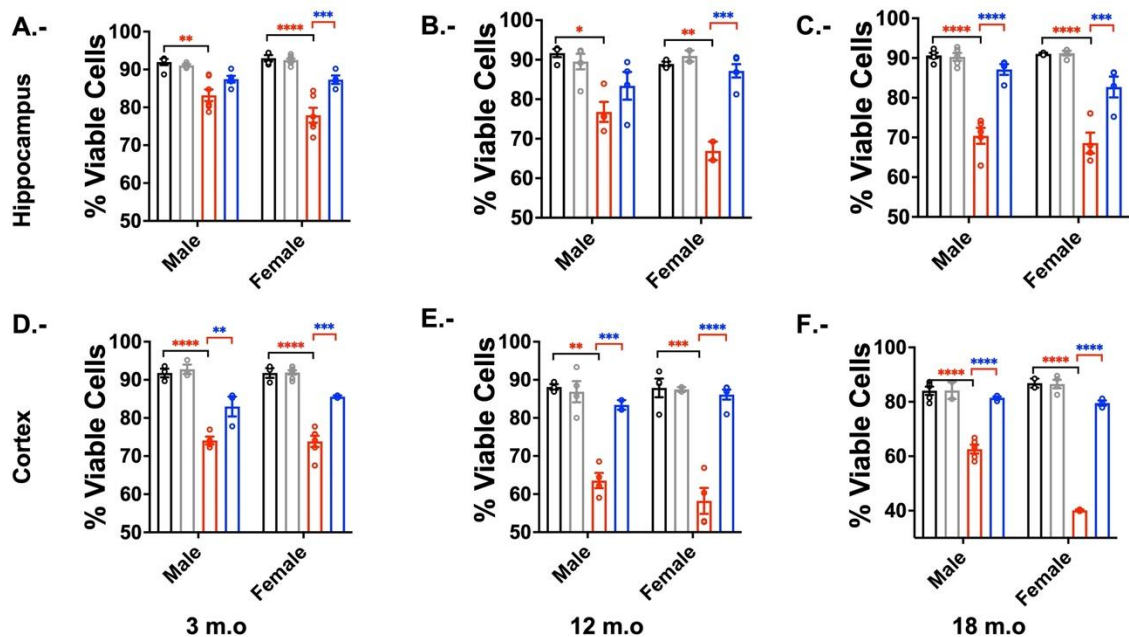 A.-
Hippocampus
% Viable Cells
100
90
80
70
60
50
**
****
***
Male
Female
B.-
% Viable Cells
100
90
80
70
60
50
*
**
***
Male
Female
C.-
% Viable Cells
100
90
80
70
60
50
****
****
****
***
Male
Female
D.-
Cortex
% Viable Cells
100
90
80
70
60
50
****
**
****
***
Male
Female
3 m.o
E.-
% Viable Cells
100
90
80
70
60
50
**
***
***
****
Male
Female
12 m.o
F.-
% Viable Cells
100
80
60
40
****
****
****
****
Male
Female
18 m.o